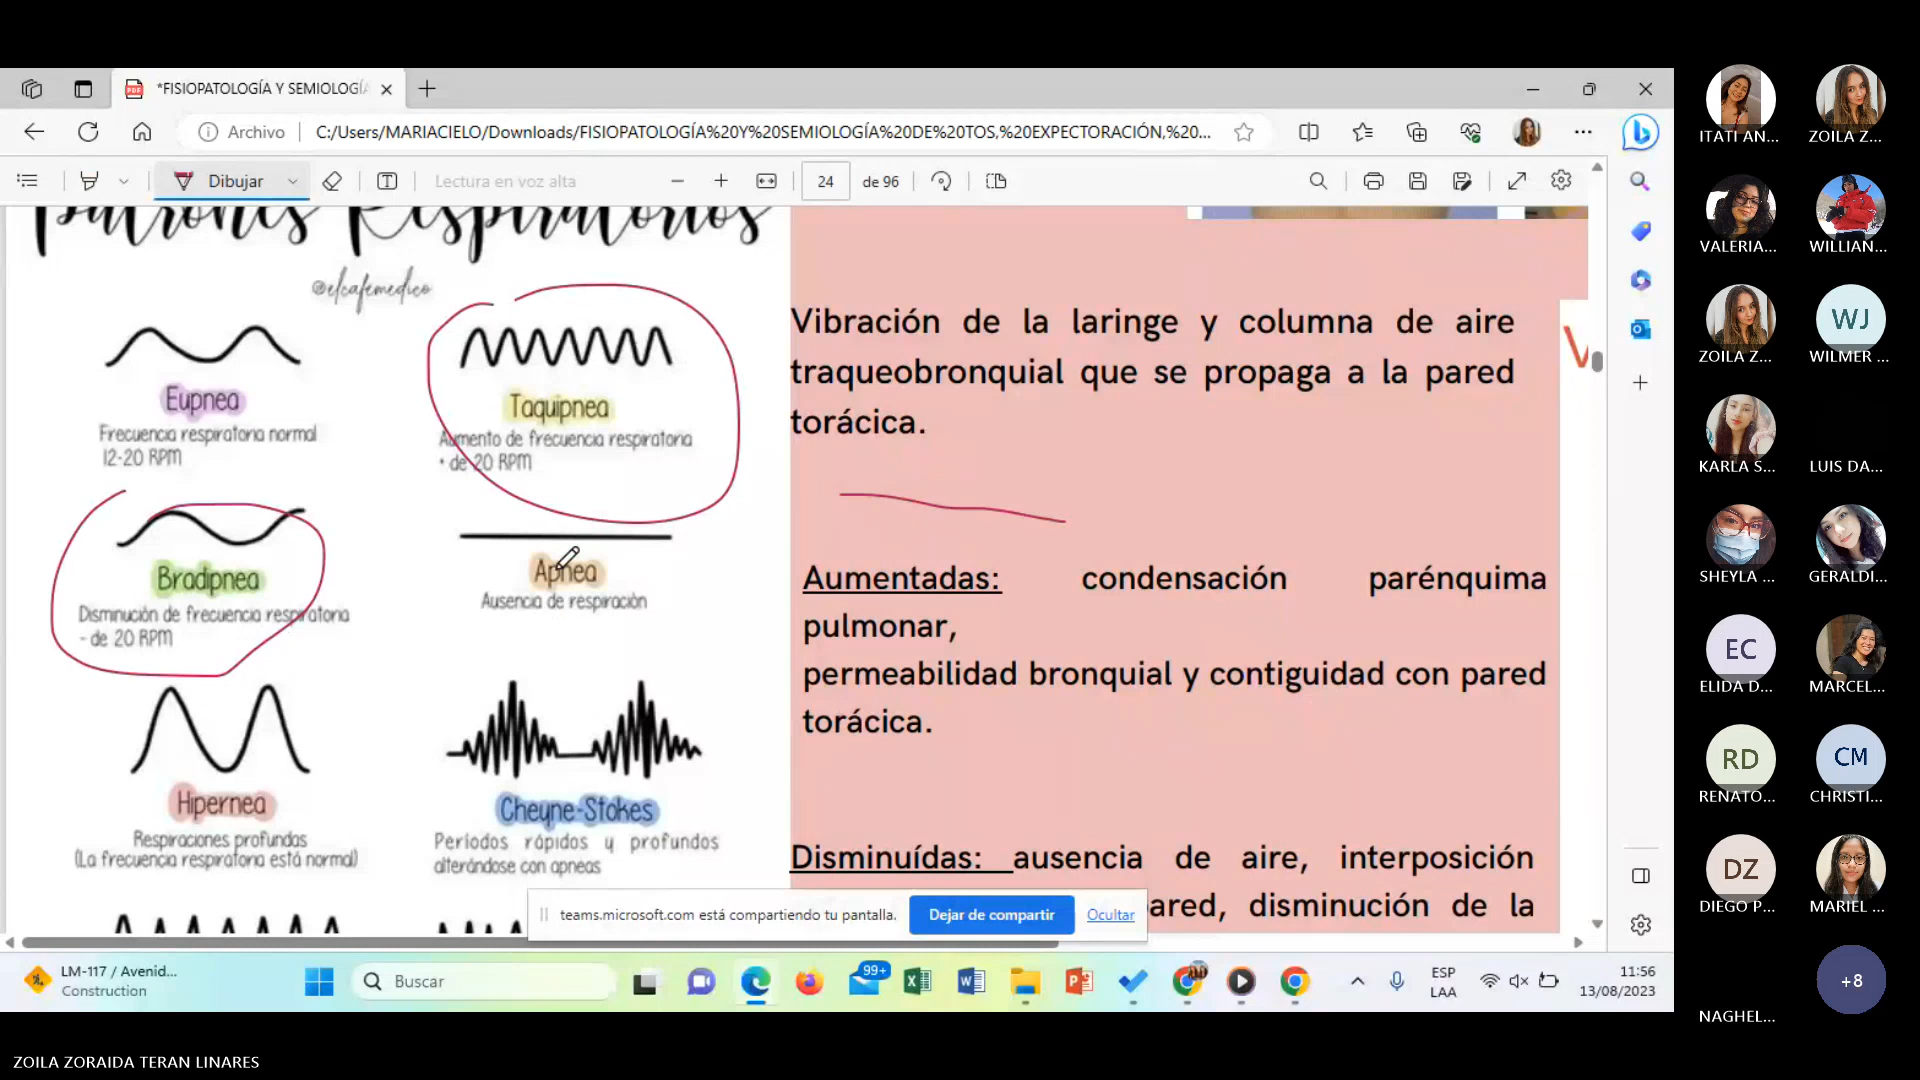 *FISIOPATOLOGÍA Y SEMIOLOGÍA
Archivo
C:/Users/MARIACIELO/Downloads/FISIOPATOLOGÍA%20Y%20SEMIOLOGÍA%20DE%20TOS,%20EXPECTORACIÓN,%20...
Dibujar
Lectura en voz alta
24
de 96
Patrones Respiratorios
@elcafemedico
Eupnea
Frecuencia respiratoria normal
12-20 RPM
Taquipnea
Aumento de frecuencia respiratoria
+ de 20 RPM
Bradipnea
Disminución de frecuencia respiratoria
- de 20 RPM
Apnea
Ausencia de respiración
Hipernea
Respiraciones profundas
(La frecuencia respiratoria está normal)
Cheyne-Stokes
Períodos rápidos y profundos
alterándose con apneas
Vibración de la laringe y columna de aire
traqueobronquial que se propaga a la pared
torácica.
Aumentadas: condensación parénquima
pulmonar,
permeabilidad bronquial y contiguidad con pared
torácica.
Disminuídas: ausencia de aire, interposición
pared, disminución de la
teams.microsoft.com está compartiendo tu pantalla.
Dejar de compartir
Ocultar
LM-117 / Avenid...
Construction
Buscar
99+
ESP
LAA
11:56
13/08/2023
ITATI AN...
ZOILA Z...
VALERIA...
WILLIAN...
ZOILA Z...
WJ
WILMER ...
KARLA S...
LUIS DA...
SHEYLA ...
GERALDI...
EC
ELIDA D...
MARCEL...
RD
RENATO...
CM
CHRISTI...
DZ
DIEGO P...
MARIEL ...
+8
NAGHEL...
ZOILA ZORAIDA TERAN LINARES